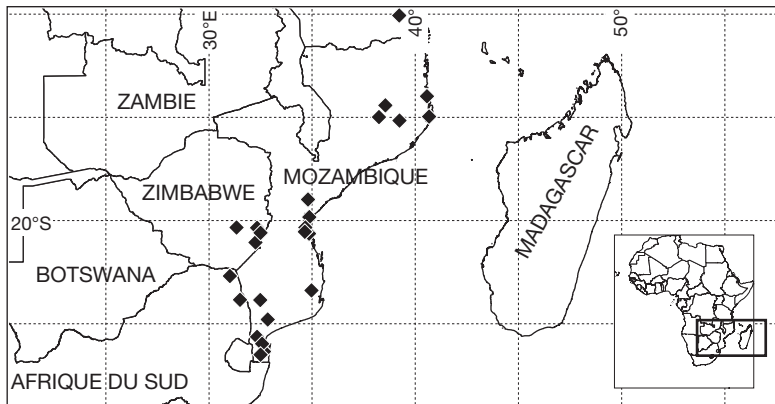 30°E
40°
50°
ZAMBIE
ZIMBABWE
MOZAMBIQUE
MADAGASCAR
20°S
BOTSWANA
AFRIQUE DU SUD